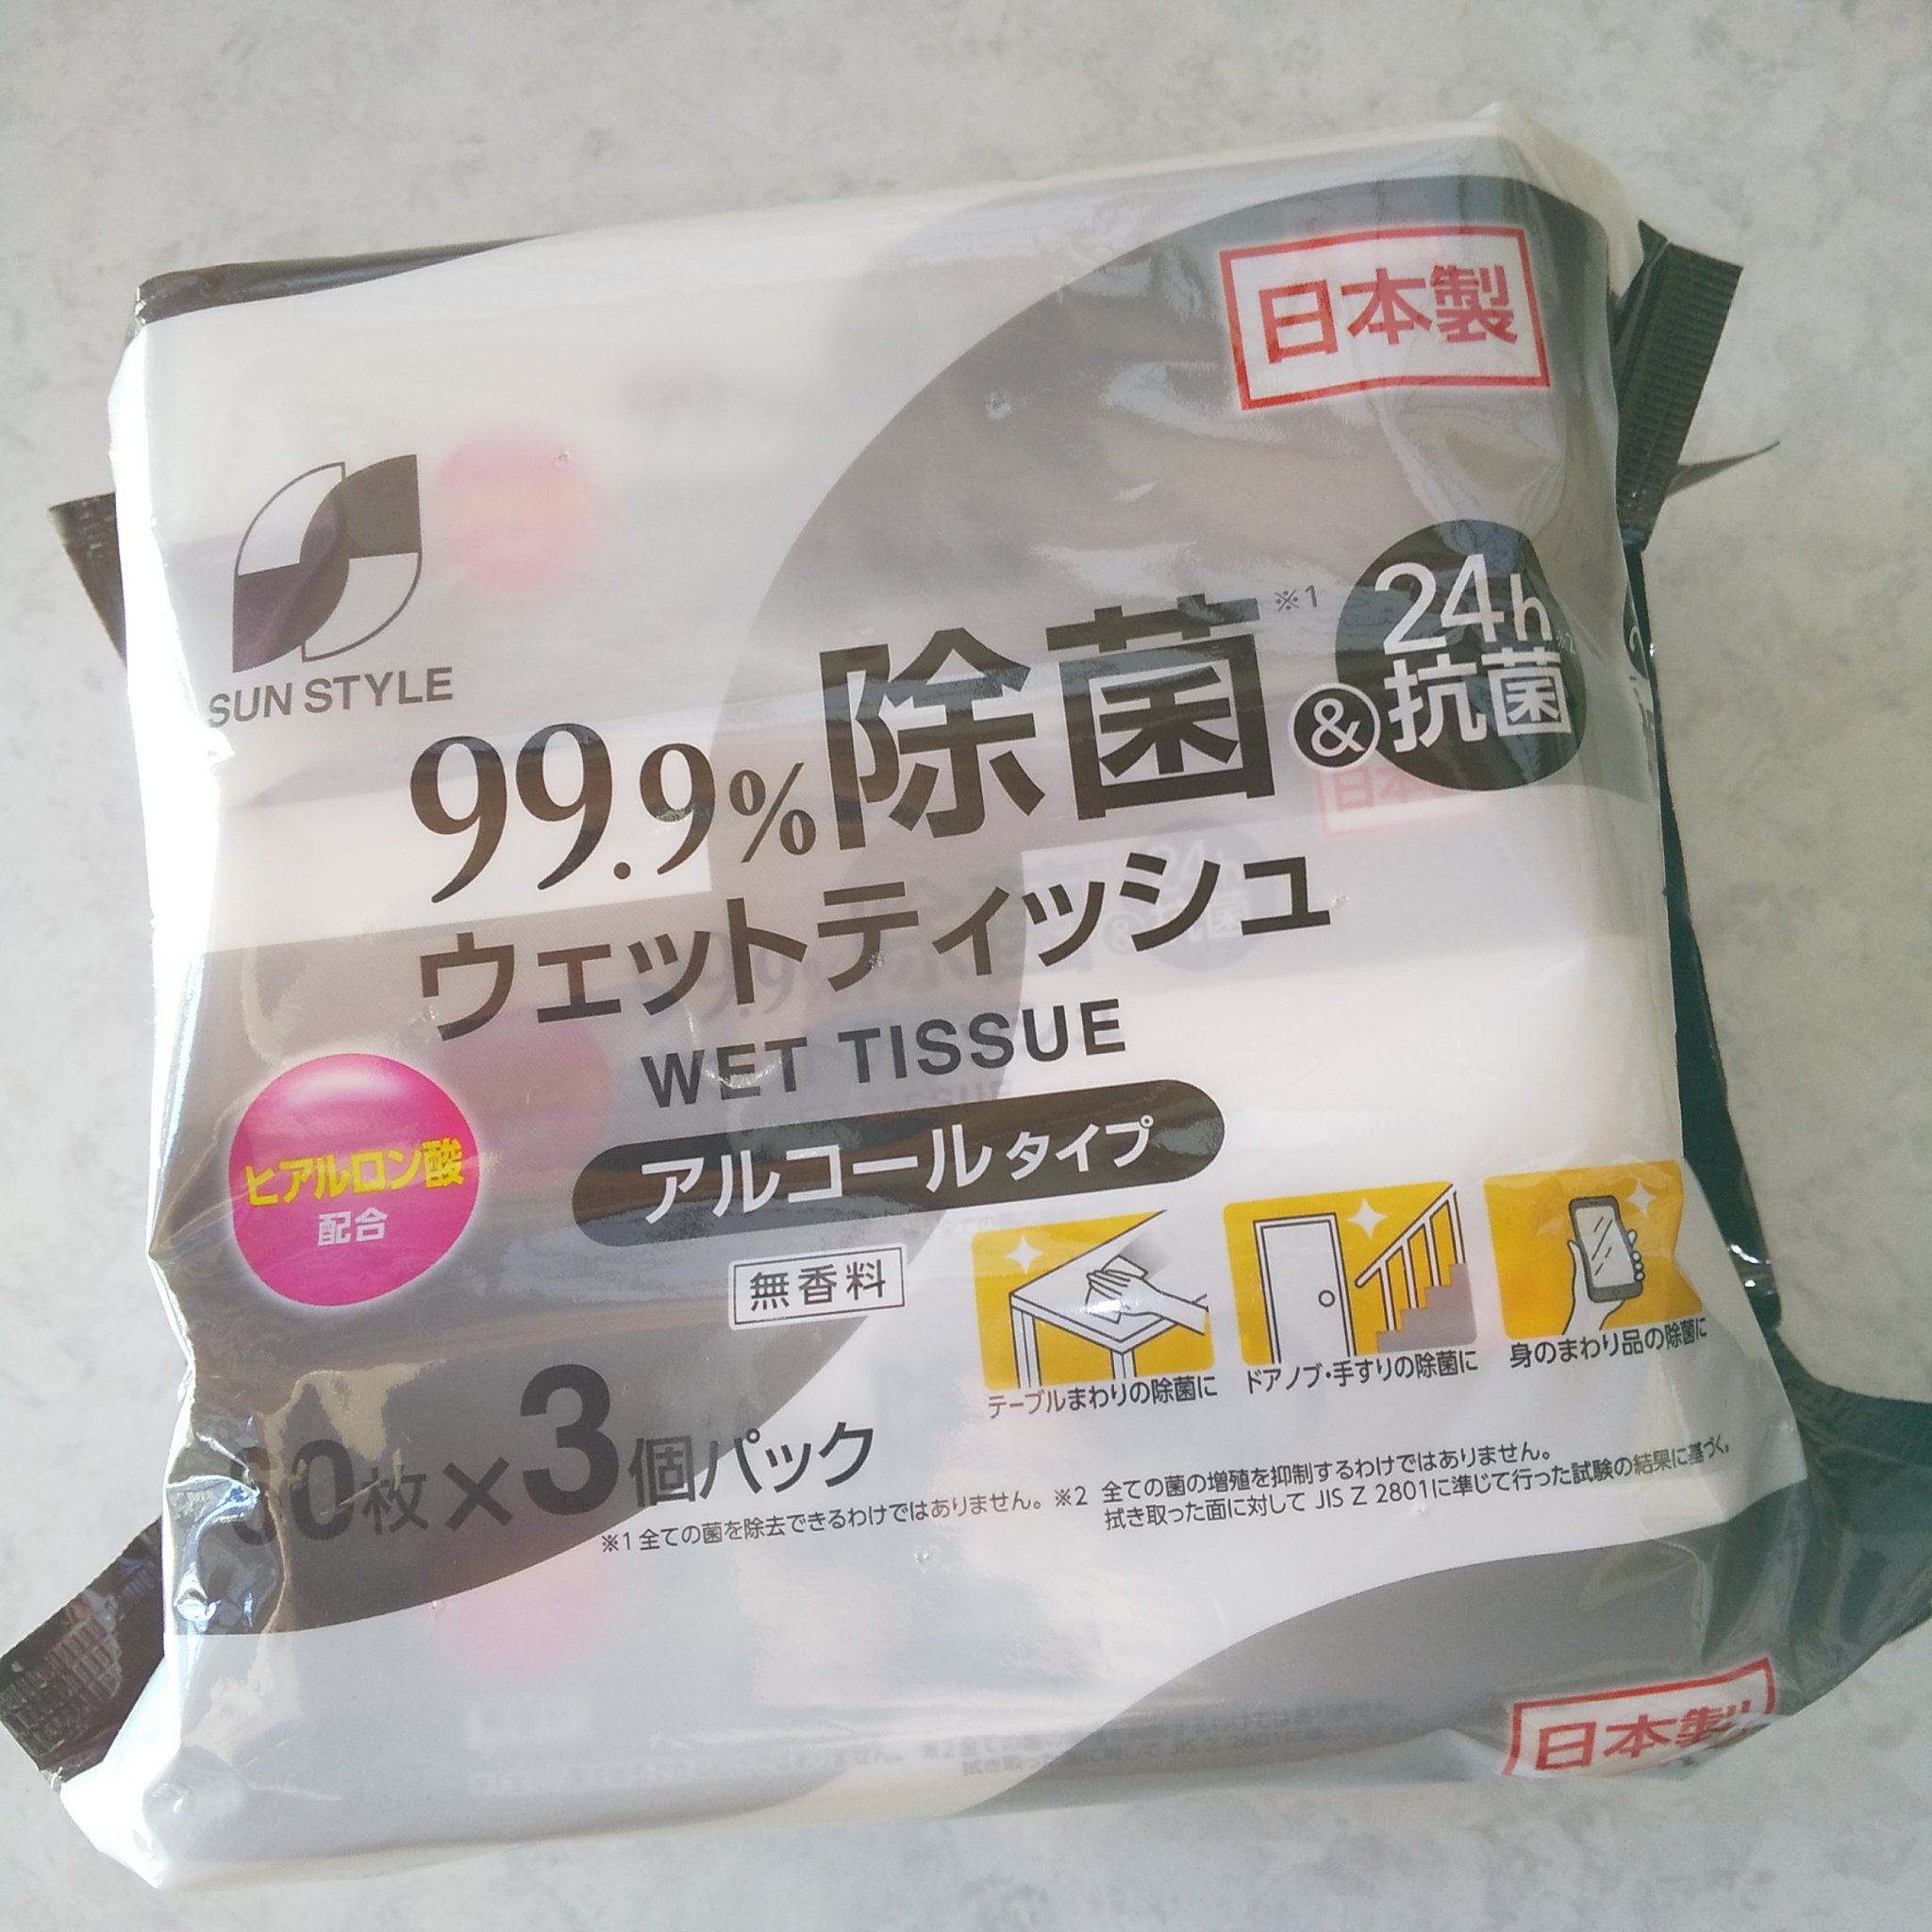 日本製
SUN STYLE
99.9%除菌※1 & 24h※2 抗菌
ウェットティッシュ
WET TISSUE
アルコールタイプ
ヒアルロン酸
配合
無香料
テーブルまわりの除菌に
ドアノブ・手すりの除菌に
身のまわり品の除菌に
枚×3個パック
※1 全ての菌を除去できるわけではありません。※2 全ての菌の増殖を抑制するわけではありません。
拭き取った面に対して JIS Z 2801に準じて行った試験の結果に基づく。
日本製